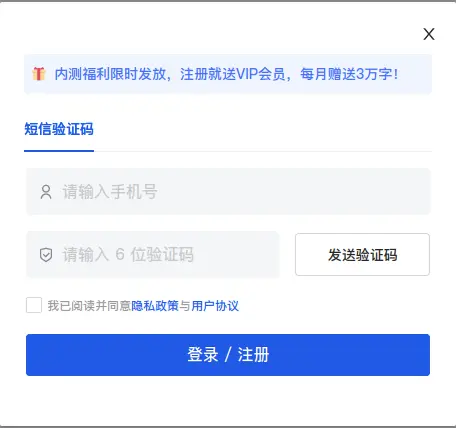 X
内测福利限时发放，注册就送VIP会员，每月赠送3万字！
短信验证码
请输入手机号
请输入 6 位验证码
发送验证码
我已阅读并同意隐私政策与用户协议
登录 / 注册